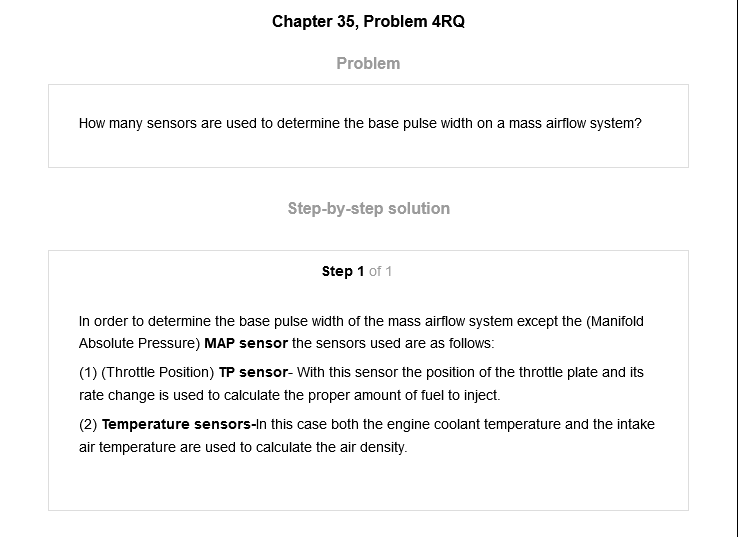 Chapter 35, Problem 4RQ
Problem
How many sensors are used to determine the base pulse width on a mass airflow system?
Step-by-step solution
Step 1 of 1
In order to determine the base pulse width of the mass airflow system except the (Manifold
Absolute Pressure) MAP sensor the sensors used are as follows:
(1) (Throttle Position) TP sensor- With this sensor the position of the throttle plate and its
rate change is used to calculate the proper amount of fuel to inject.
(2) Temperature sensors-In this case both the engine coolant temperature and the intake
air temperature are used to calculate the air density.